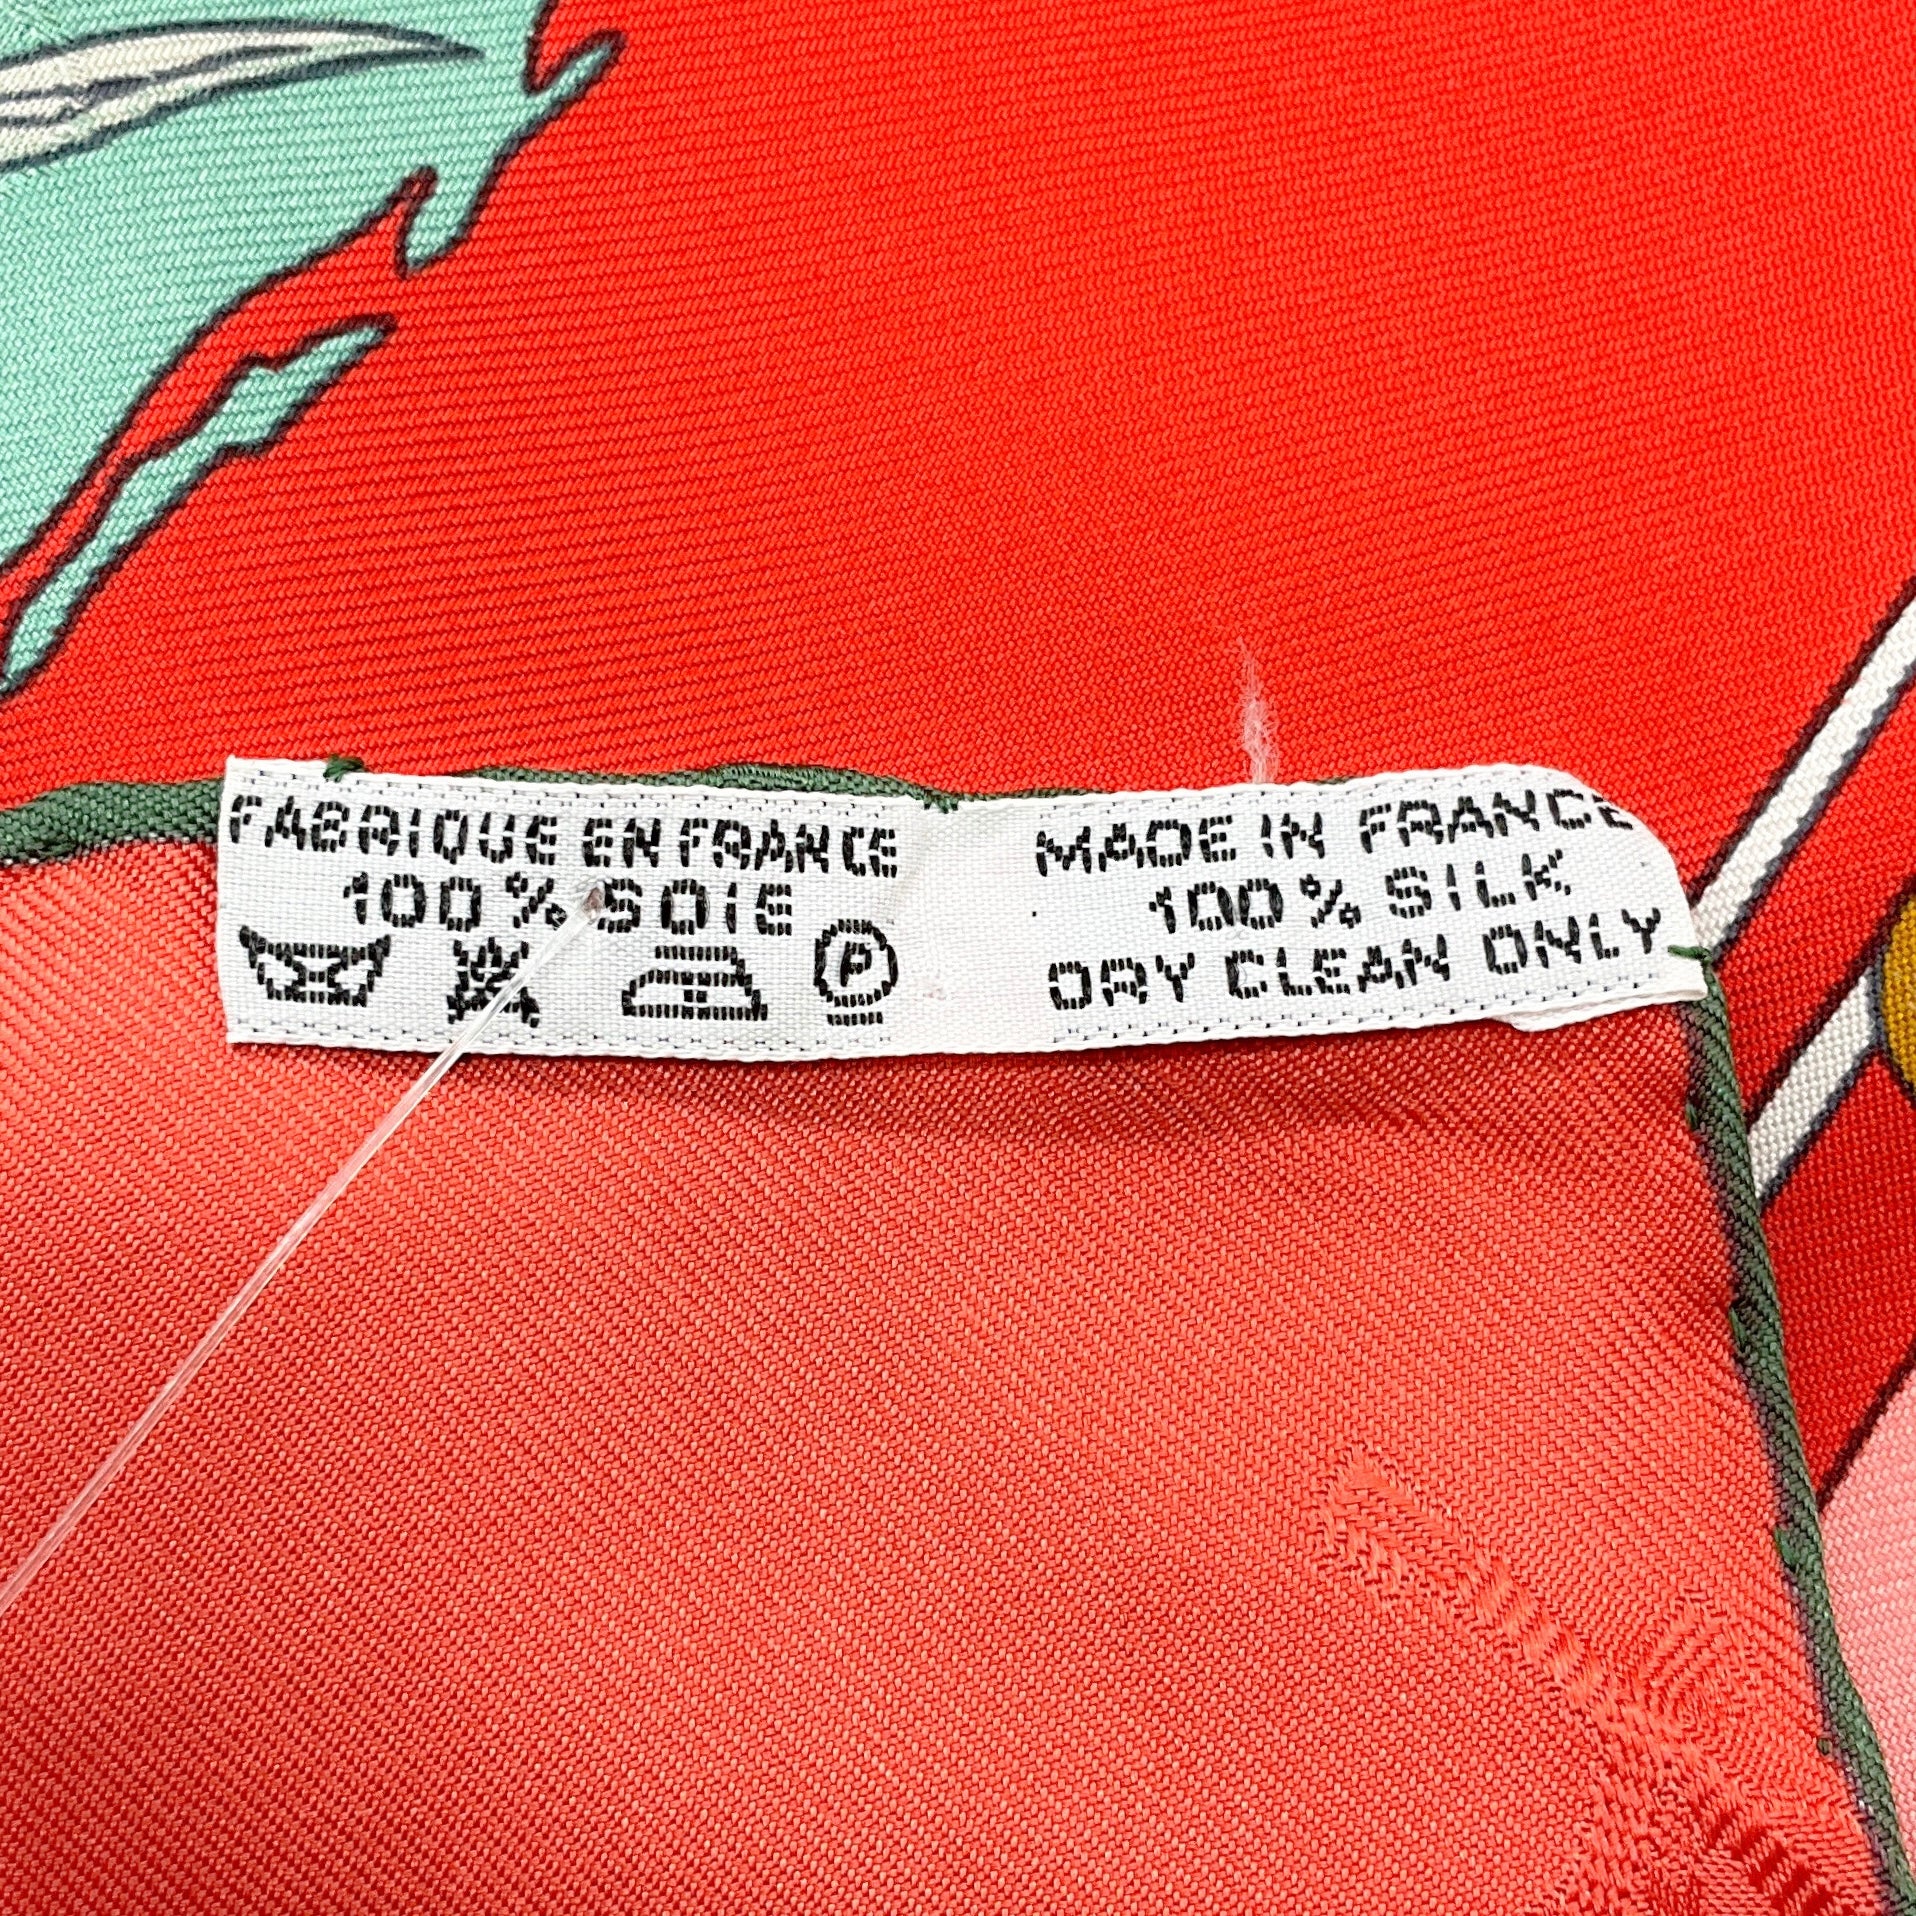 FABRIQUE EN FRANCE
100% SOIE
P
MADE IN FRANCE
100% SILK
DRY CLEAN ONLY